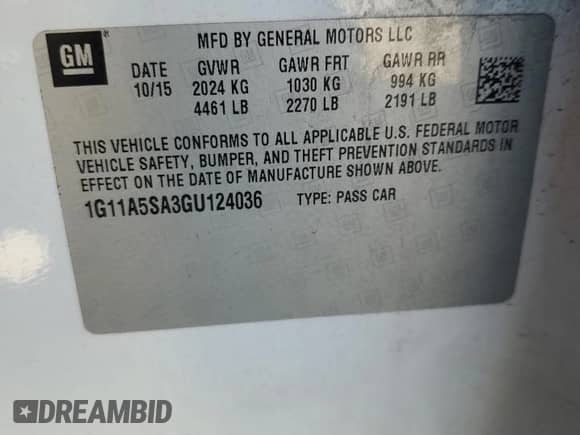 GM
MFD BY GENERAL MOTORS LLC
DATE GVWR GAWR FRT GAWR RR
10/15 2024 KG 1030 KG 994 KG
4461 LB 2270 LB 2191 LB
THIS VEHICLE CONFORMS TO ALL APPLICABLE U.S. FEDERAL MOTOR
VEHICLE SAFETY, BUMPER, AND THEFT PREVENTION STANDARDS IN
EFFECT ON THE DATE OF MANUFACTURE SHOWN ABOVE.
1G11A5SA3GU124036 TYPE: PASS CAR
DREAMBID